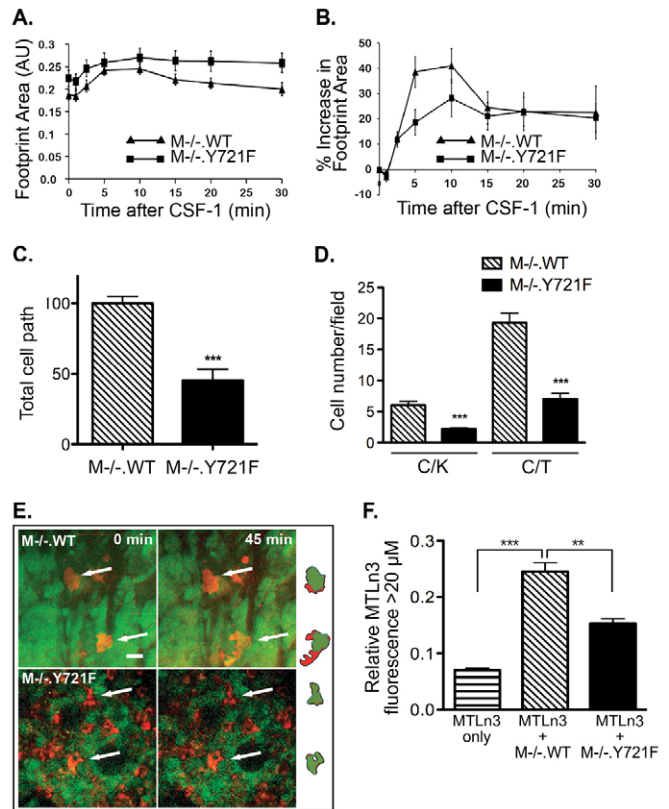 A.
Footprint Area (AU)
0.3
0.25
0.2
0.15
0.1
0.05
0.0
M-/-.WT
M-/-.Y721F
0 5 10 15 20 25 30
Time after CSF-1 (min)
B.
% Increase in
Footprint Area
50
40
30
20
10
0
-10
M-/-.WT
M-/-.Y721F
0 5 10 15 20 25 30
Time after CSF-1 (min)
C.
Total cell path
100
50
0
***
M-/-.WT M-/-.Y721F
D.
M-/-.WT
M-/-.Y721F
Cell number/field
25
20
15
10
5
0
***
***
C/K C/T
E.
M-/-.WT 0 min 45 min
M-/-.Y721F
F.
Relative MTLn3
fluorescence >20 µM
0.3
0.2
0.1
0.0
*** **
MTLn3 MTLn3 MTLn3
only + +
M-/-.WT M-/-.Y721F